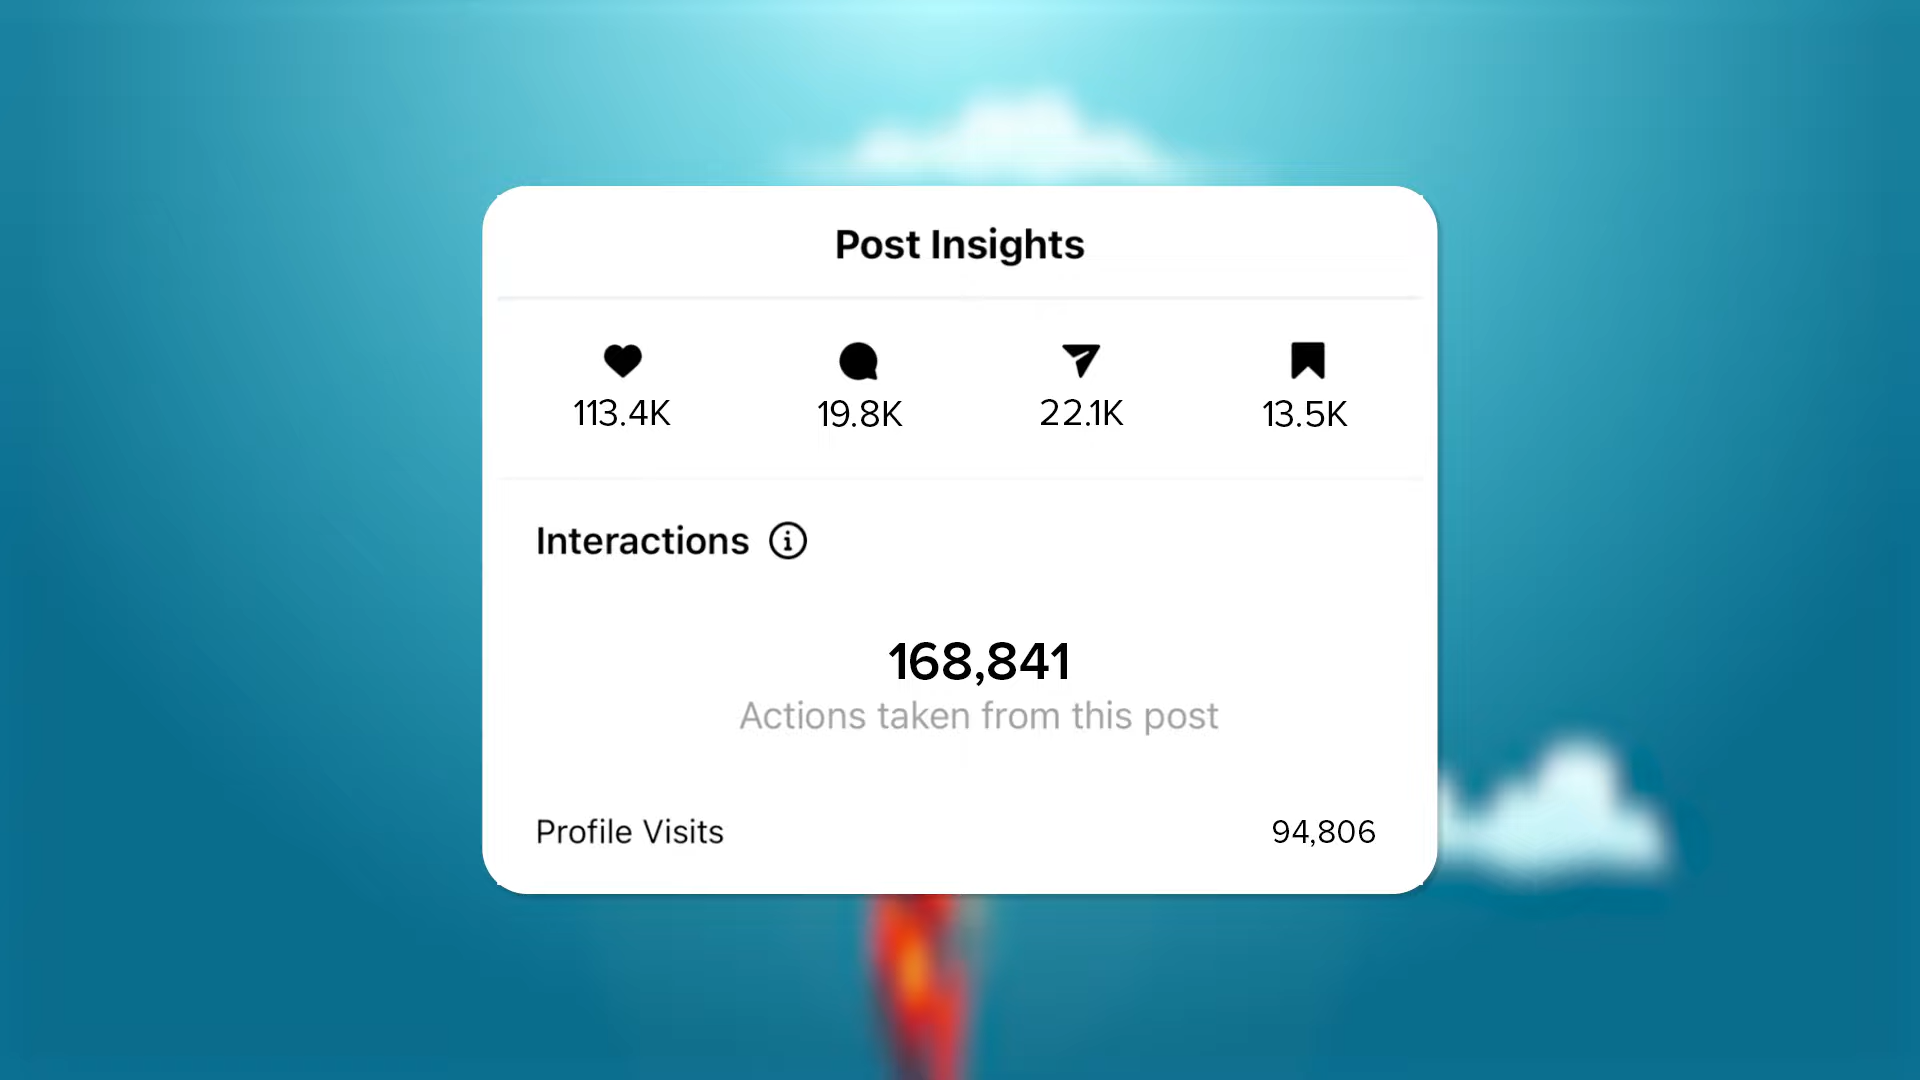 Post Insights
113.4K 19.8K 22.1K 13.5K
Interactions
168,841
Actions taken from this post
Profile Visits 94,806